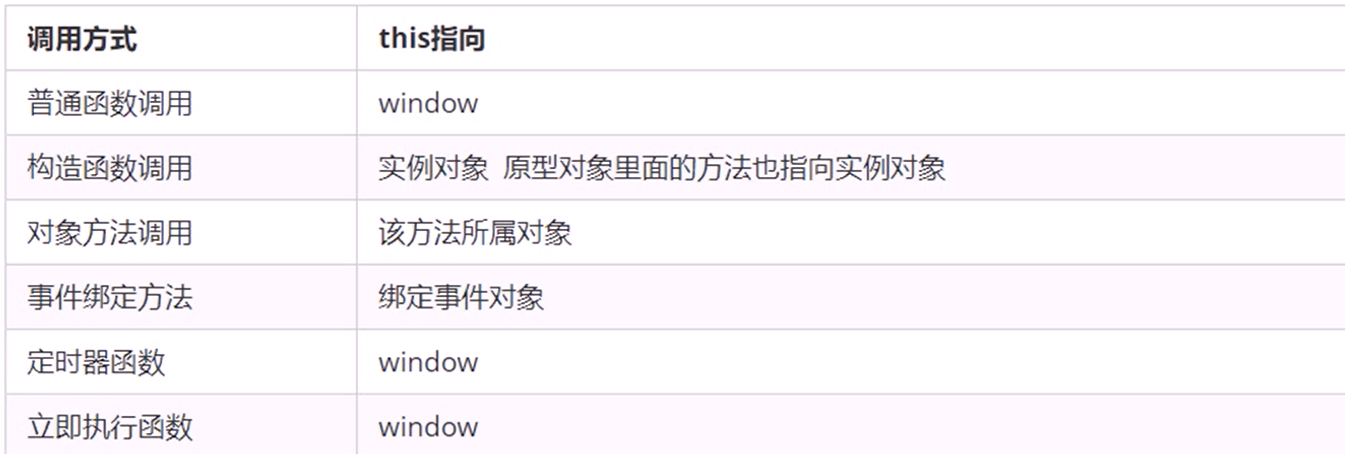 调用方式 this指向
普通函数调用 window
构造函数调用 实例对象 原型对象里面的方法也指向实例对象
对象方法调用 该方法所属对象
事件绑定方法 绑定事件对象
定时器函数 window
立即执行函数 window